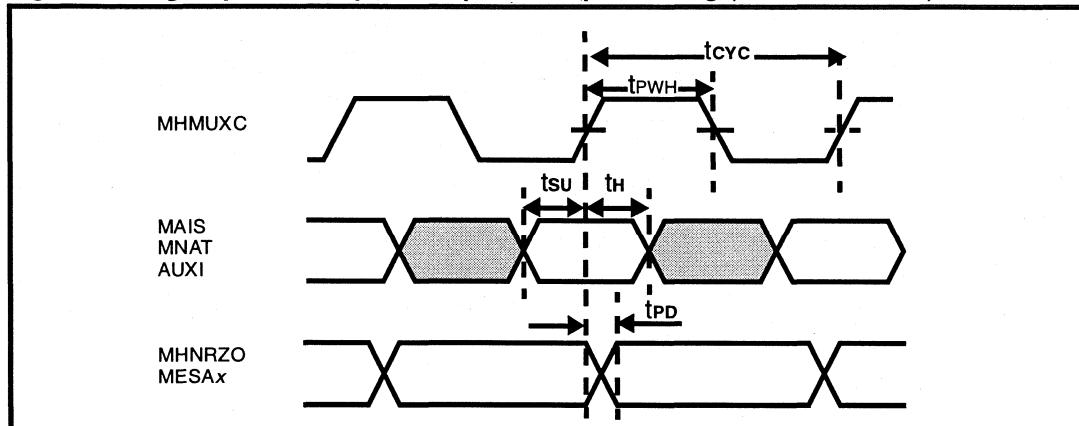 tCYC
tPWH
MHMUXC
tSU tH
MAIS
MNAT
AUXI
tPD
MHNRZO
MESAx